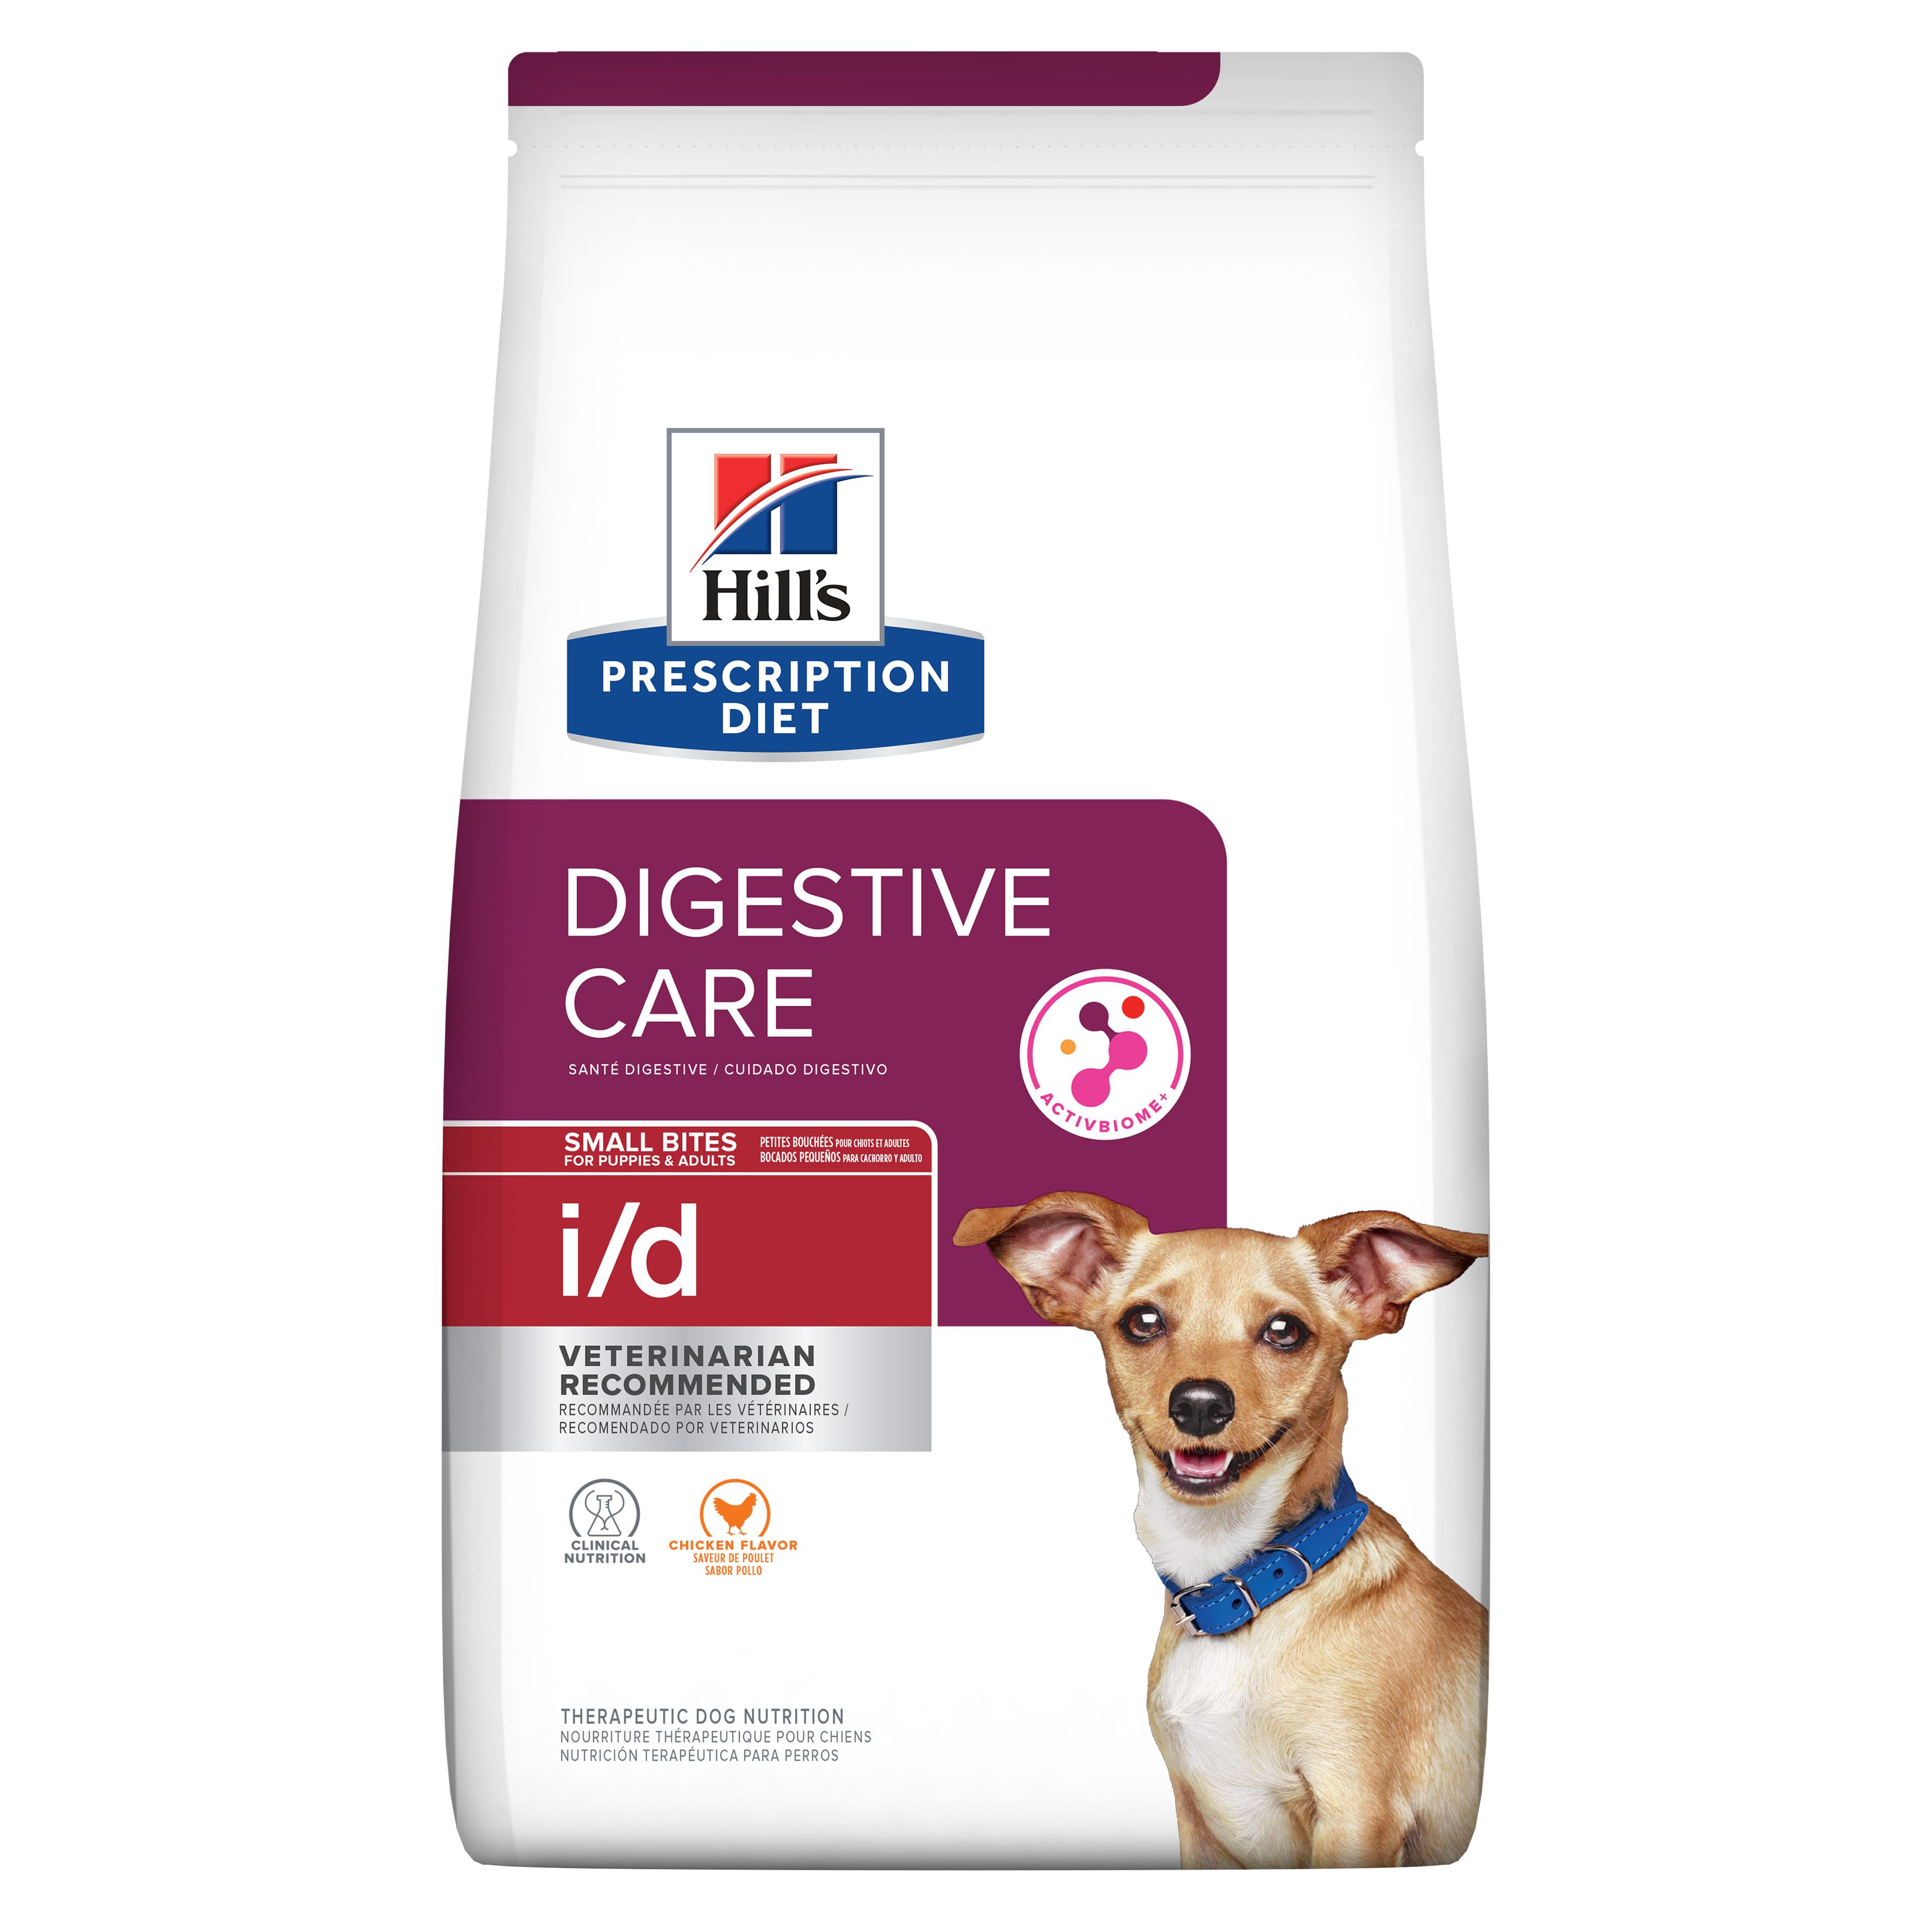 Hill's
PRESCRIPTION
DIET
DIGESTIVE
CARE
SANTÉ DIGESTIVE / CUIDADO DIGESTIVO
ACTIVBIOME+
SMALL BITES
FOR PUPPIES & ADULTS
PETITES BOUCHÉES POUR CHIOTS ET ADULTES
BOCADOS PEQUEÑOS PARA CACHORRO Y ADULTO
i/d
VETERINARIAN
RECOMMENDED
RECOMMANDÉE PAR LES VÉTÉRINAIRES /
RECOMENDADO POR VETERINARIOS
CLINICAL
NUTRITION
CHICKEN FLAVOR
SAVEUR DE POULET
SABOR POLLO
THERAPEUTIC DOG NUTRITION
NOURRITURE THÉRAPEUTIQUE POUR CHIENS
NUTRICIÓN TERAPÉUTICA PARA PERROS